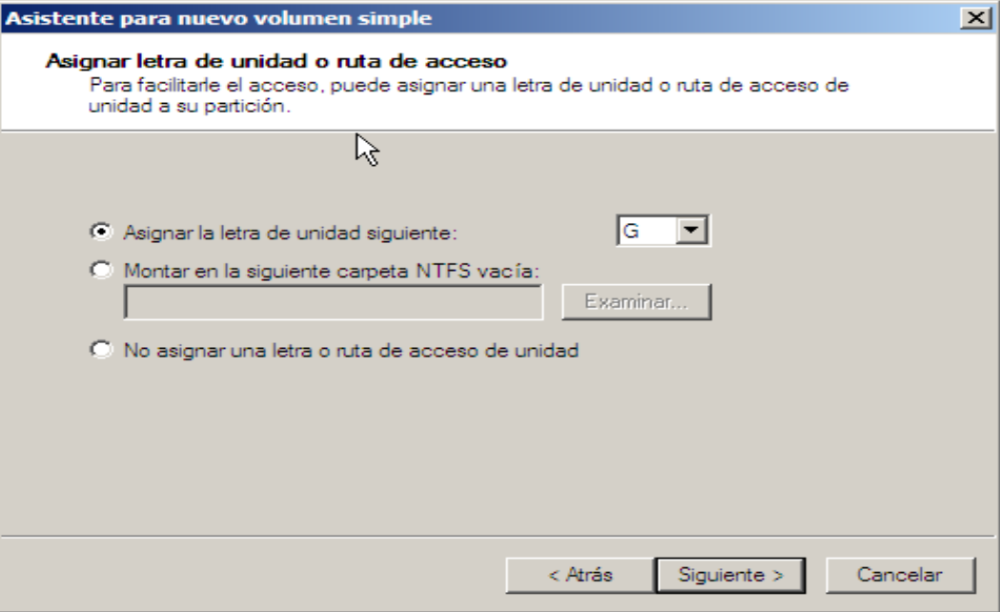 Asistente para nuevo volumen simple
Asignar letra de unidad o ruta de acceso
Para facilitarle el acceso, puede asignar una letra de unidad o ruta de acceso de
unidad a su partición.
Asignar la letra de unidad siguiente:
G
Montar en la siguiente carpeta NTFS vacía:
Examinar...
No asignar una letra o ruta de acceso de unidad
< Atrás
Siguiente >
Cancelar